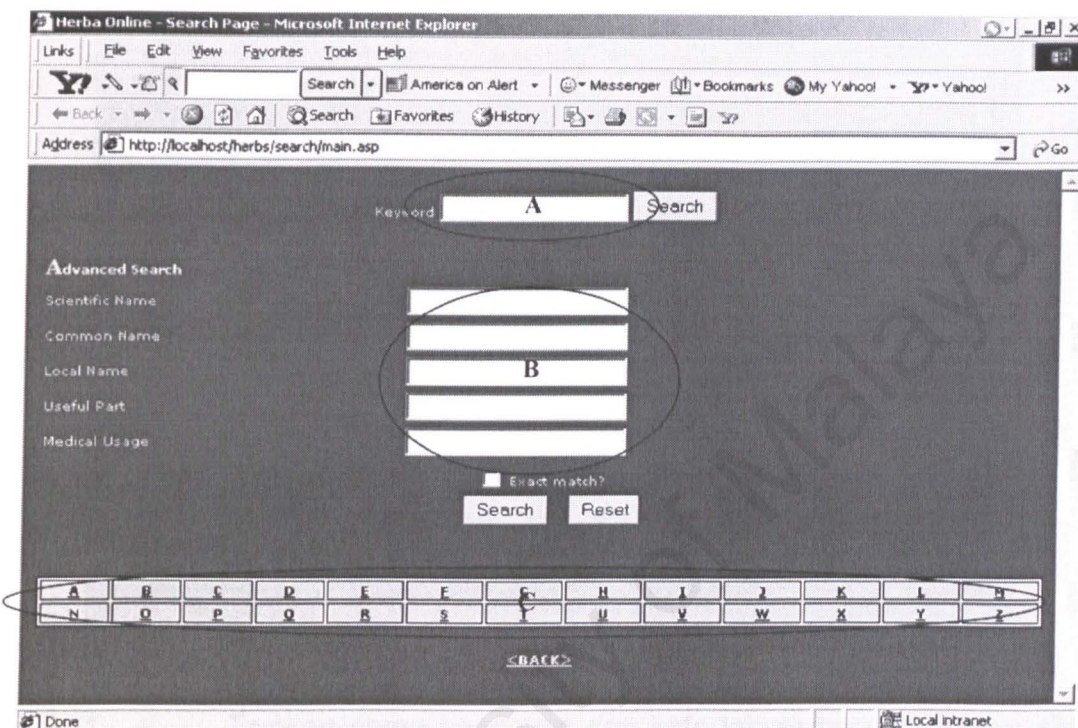 Herba Online - Search Page - Microsoft Internet Explorer
Links File Edit View Favorites Tools Help
Y? Search America on Alert Messenger Bookmarks My Yahoo! Y? Yahoo! »
Back Search Favorites History Y?
Address http://localhost/herbs/search/main.asp Go
Keyword A Search
Advanced Search
Scientific Name
Common Name
Local Name B
Useful Part
Medical Usage
Exact match?
Search Reset
A B C D E F G H I J K L M
C
N O P Q R S T U V W X Y Z
<BACK>
Done Local intranet
University of Malaya